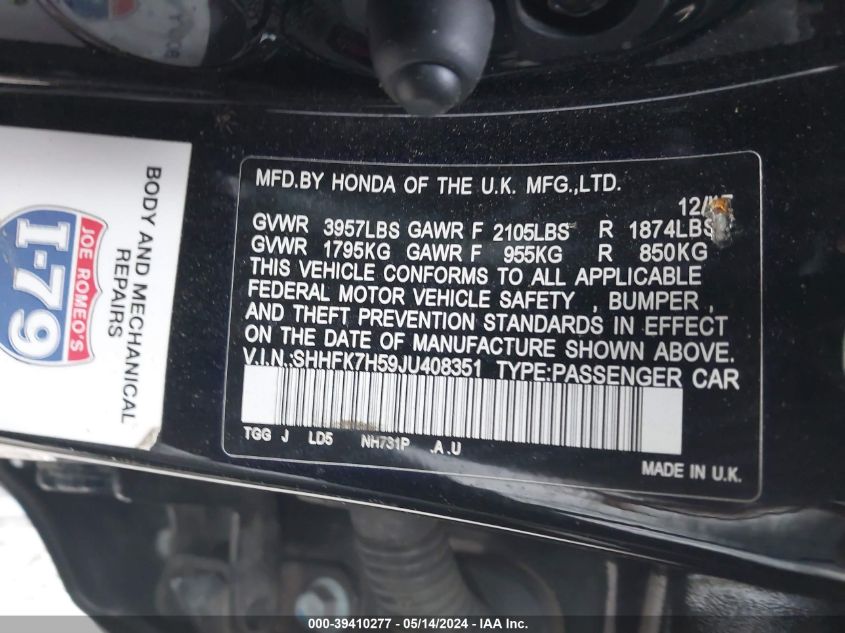 MFD.BY HONDA OF THE U.K. MFG.,LTD.
GVWR 3957LBS GAWR F 2105LBS R 1874LBS
GVWR 1795KG GAWR F 955KG R 850KG
THIS VEHICLE CONFORMS TO ALL APPLICABLE
FEDERAL MOTOR VEHICLE SAFETY , BUMPER ,
AND THEFT PREVENTION STANDARDS IN EFFECT
ON THE DATE OF MANUFACTURE SHOWN ABOVE.
V.I.N.:SHHFK7H59JU408351 TYPE:PASSENGER CAR
TGG J LD5 NH731P .A.U
MADE IN U.K.
BODY AND MECHANICAL
REPAIRS
JOE ROMEO'S
I-79
000-39410277 - 05/14/2024 - IAA Inc.